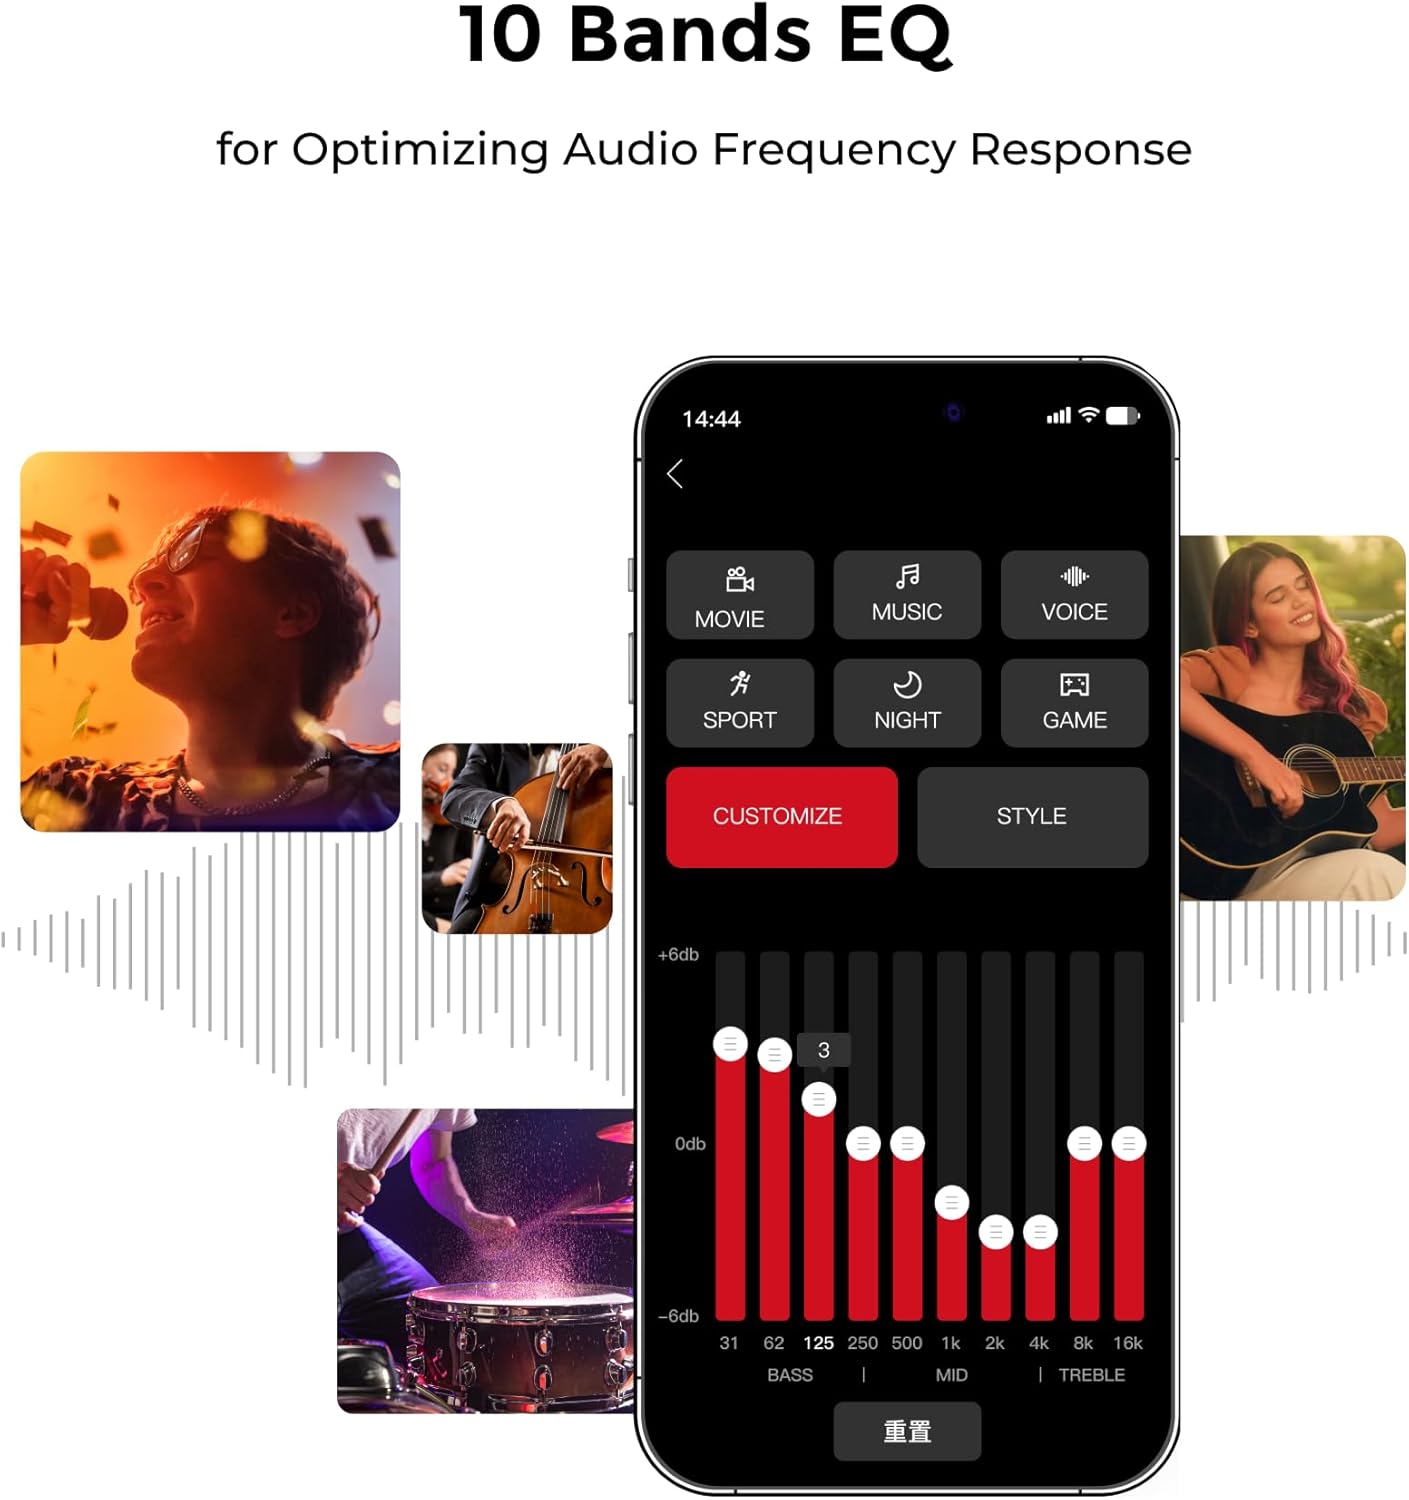 10 Bands EQ
for Optimizing Audio Frequency Response
14:44
MOVIE MUSIC VOICE
SPORT NIGHT GAME
CUSTOMIZE STYLE
+6db
3
0db
−6db
31 62 125 250 500 1k 2k 4k 8k 16k
BASS | MID | TREBLE
重置